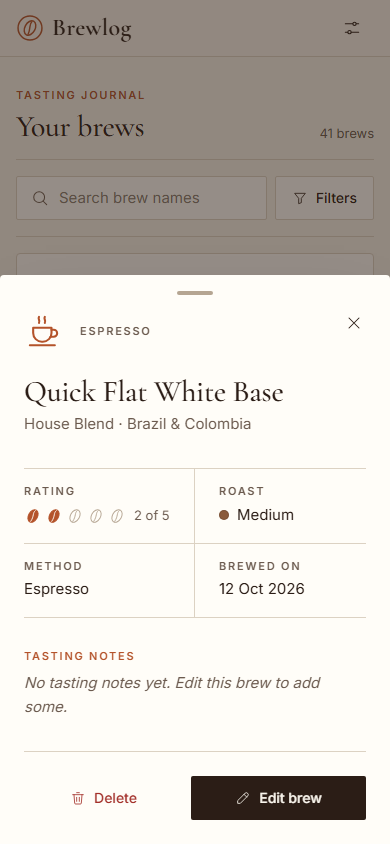 Brewlog
TASTING JOURNAL
Your brews
41 brews
Search brew names
Filters
ESPRESSO
Quick Flat White Base
House Blend · Brazil & Colombia
RATING
2 of 5
ROAST
Medium
METHOD
Espresso
BREWED ON
12 Oct 2026
TASTING NOTES
No tasting notes yet. Edit this brew to add
some.
Delete
Edit brew